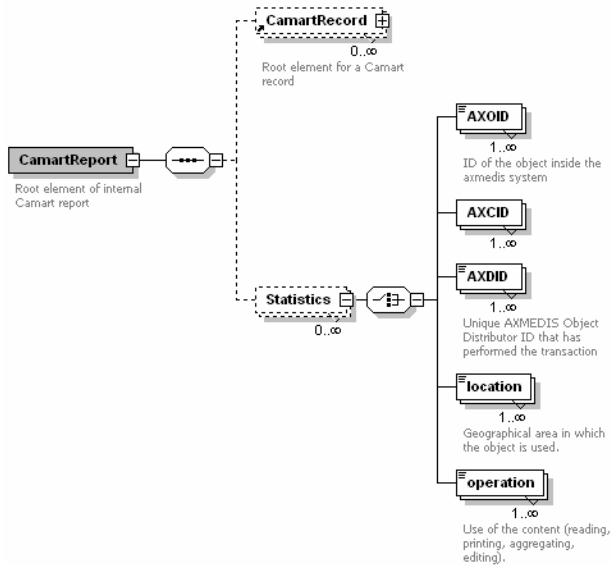 CamartRecord
0..∞
Root element for a Camart
record
CamartReport
Root element of internal
Camart report
AXOID
1..∞
ID of the object inside the
axmedis system
AXCID
1..∞
Statistics
0..∞
AXDID
1..∞
Unique AXMEDIS Object
Distributor ID that has
performed the transaction
location
1..∞
Geographical area in which
the object is used.
operation
1..∞
Use of the content (reading,
printing, aggregating,
editing).